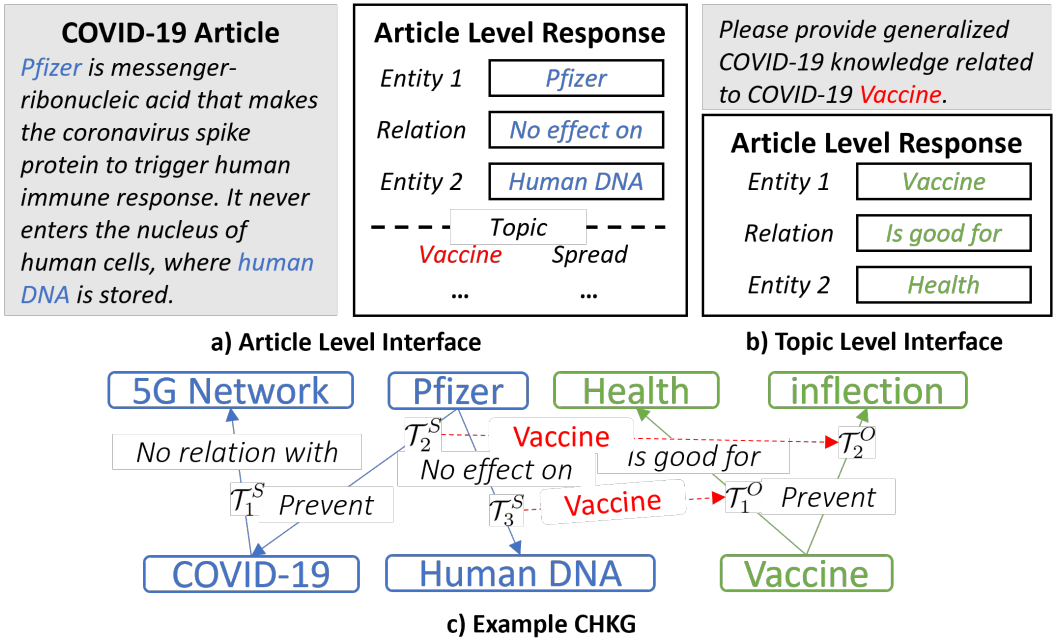 COVID-19 Article
Pfizer is messenger-
ribonucleic acid that makes
the coronavirus spike
protein to trigger human
immune response. It never
enters the nucleus of
human cells, where human
DNA is stored.
Article Level Response
Entity 1 Pfizer
Relation No effect on
Entity 2 Human DNA
Topic
Vaccine Spread
... ...
a) Article Level Interface
Please provide generalized
COVID-19 knowledge related
to COVID-19 Vaccine.
Article Level Response
Entity 1 Vaccine
Relation Is good for
Entity 2 Health
b) Topic Level Interface
5G Network Pfizer Health inflection
T_2^S Vaccine T_2^O
No relation with No effect on is good for
T_1^S Prevent T_3^S Vaccine T_1^O Prevent
COVID-19 Human DNA Vaccine
c) Example CHKG